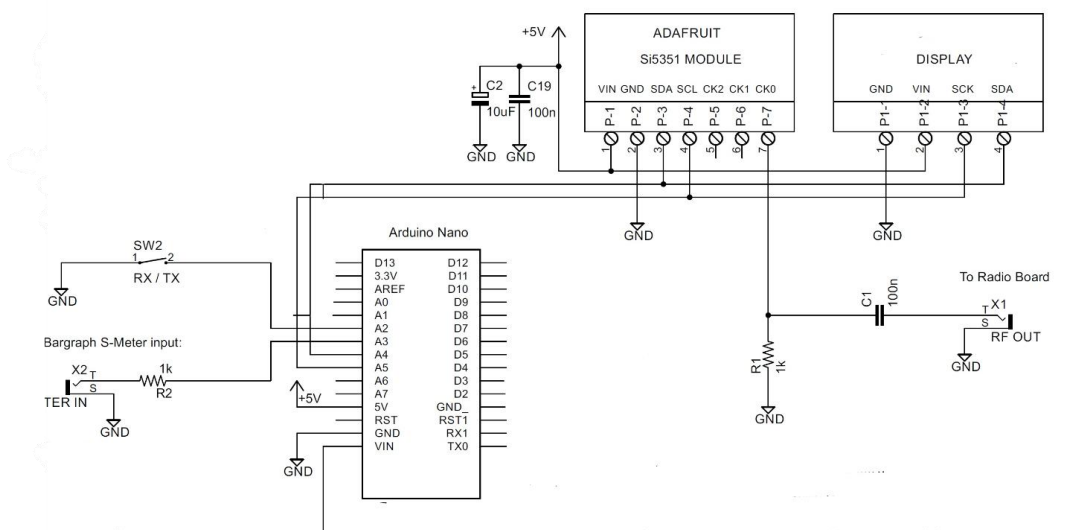 +5V
C2
10uF
C19
100n
GND
GND
ADAFRUIT
Si5351 MODULE
VIN GND SDA SCL CK2 CK1 CK0
P-1 P-2 P-3 P-4 P-5 P-6 P-7
1 2 3 4 5 6 7
DISPLAY
GND VIN SCK SDA
P1-1 P1-2 P1-3 P1-4
1 2 3 4
GND
GND
Arduino Nano
D13 D12
3.3V D11
AREF D10
A0 D9
A1 D8
A2 D7
A3 D6
A4 D5
A5 D4
A6 D3
A7 D2
5V GND_
RST RST1
GND RX1
VIN TX0
SW2
1 2
RX / TX
GND
Bargraph S-Meter input:
X2 T
S
TER IN
1k
R2
GND
+5V
GND
To Radio Board
C1
100n
X1
T
S
RF OUT
GND
R1
1k
GND